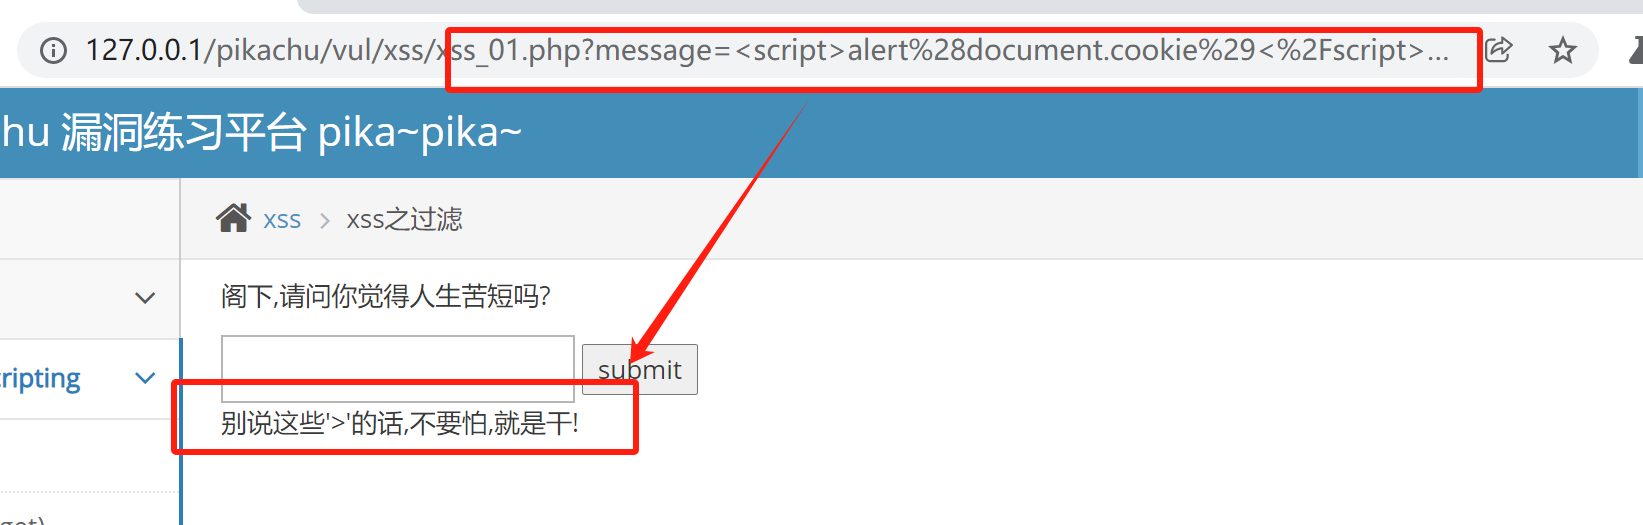 127.0.0.1/pikachu/vul/xss/xss_01.php?message=<script>alert%28document.cookie%29<%2Fscript>...
hu 漏洞练习平台 pika~pika~
xss > xss之过滤
阁下,请问你觉得人生苦短吗?
submit
cripting
别说这些'>'的话,不要怕,就是干!
get)